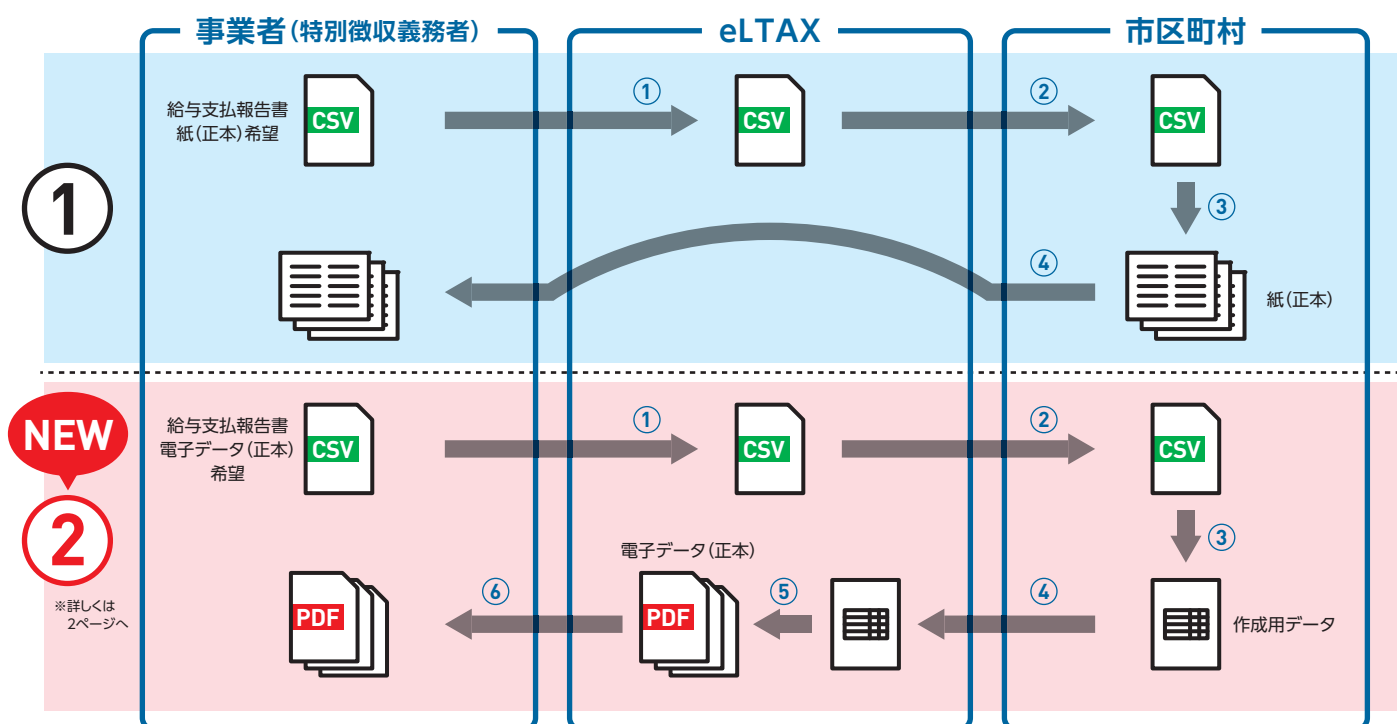 事業者(特別徴収義務者)
eLTAX
市区町村
①
給与支払報告書
紙(正本)希望
CSV
①
CSV
②
CSV
③
④
紙(正本)
NEW
②
※詳しくは
2ページへ
給与支払報告書
電子データ(正本)
希望
CSV
①
CSV
②
CSV
③
電子データ(正本)
PDF
⑥
PDF
⑤
④
作成用データ